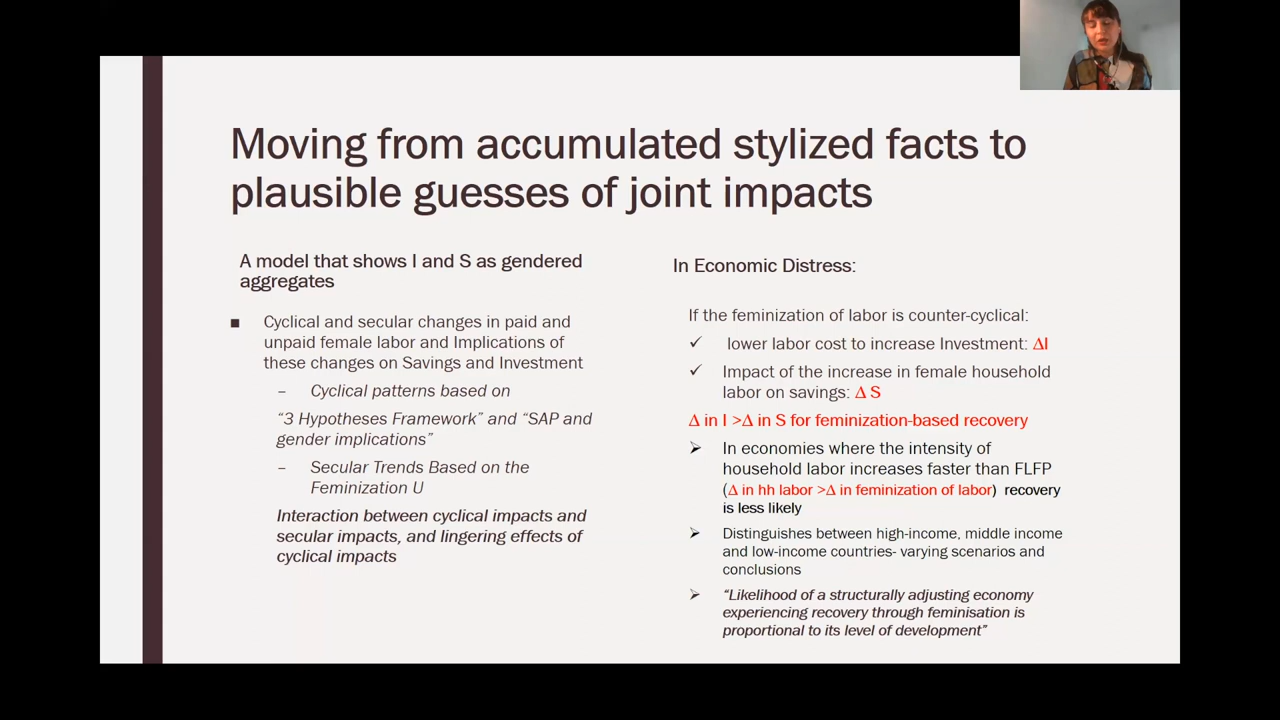 Moving from accumulated stylized facts to
plausible guesses of joint impacts
A model that shows I and S as gendered
aggregates
■ Cyclical and secular changes in paid and
unpaid female labor and Implications of
these changes on Savings and Investment
– Cyclical patterns based on
“3 Hypotheses Framework” and “SAP and
gender implications”
– Secular Trends Based on the
Feminization U
Interaction between cyclical impacts and
secular impacts, and lingering effects of
cyclical impacts
In Economic Distress:
If the feminization of labor is counter-cyclical:
✓ lower labor cost to increase Investment: ΔI
✓ Impact of the increase in female household
labor on savings: Δ S
Δ in I >Δ in S for feminization-based recovery
➢ In economies where the intensity of
household labor increases faster than FLFP
(Δ in hh labor >Δ in feminization of labor) recovery
is less likely
➢ Distinguishes between high-income, middle income
and low-income countries- varying scenarios and
conclusions
➢ “Likelihood of a structurally adjusting economy
experiencing recovery through feminisation is
proportional to its level of development”